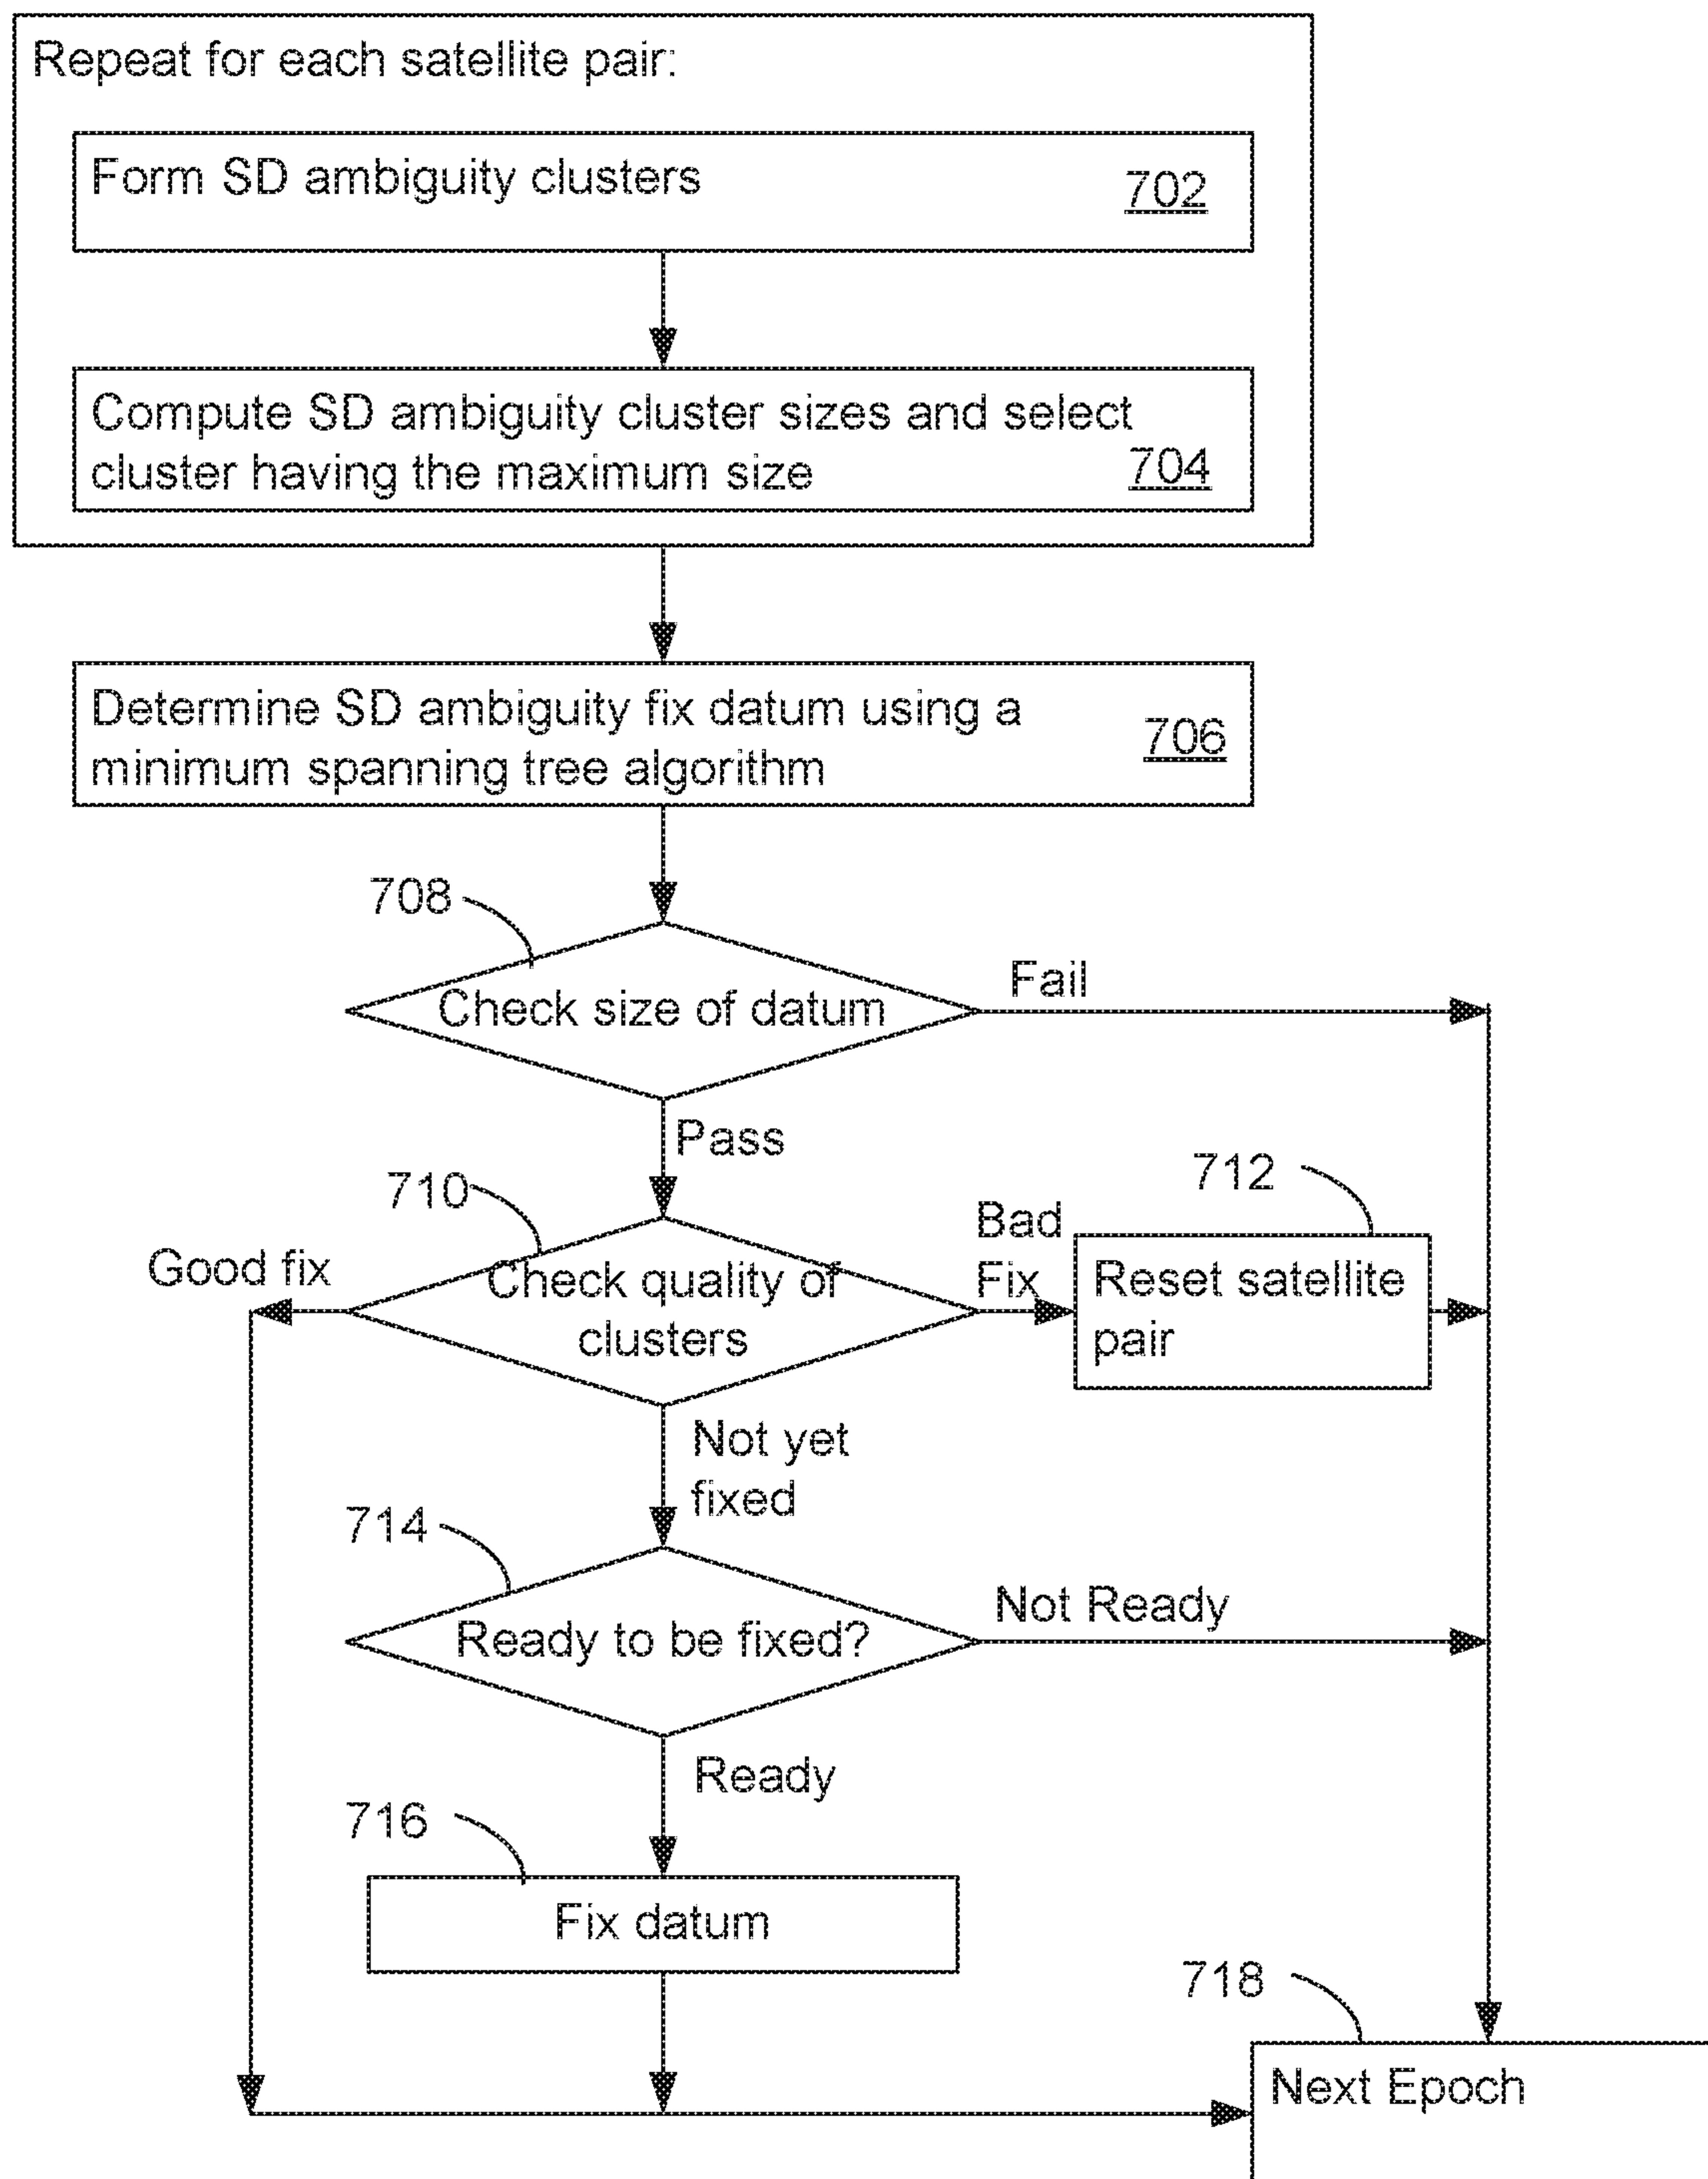 Repeat for each satellite pair:
Form SD ambiguity clusters
702
Compute SD ambiguity cluster sizes and select
cluster having the maximum size
704
Determine SD ambiguity fix datum using a
minimum spanning tree algorithm
706
708
Check size of datum
Fail
Pass
710
712
Good fix
Check quality of
clusters
Bad
Fix
Reset satellite
pair
Not yet
fixed
714
Ready to be fixed?
Not Ready
Ready
716
Fix datum
718
Next Epoch